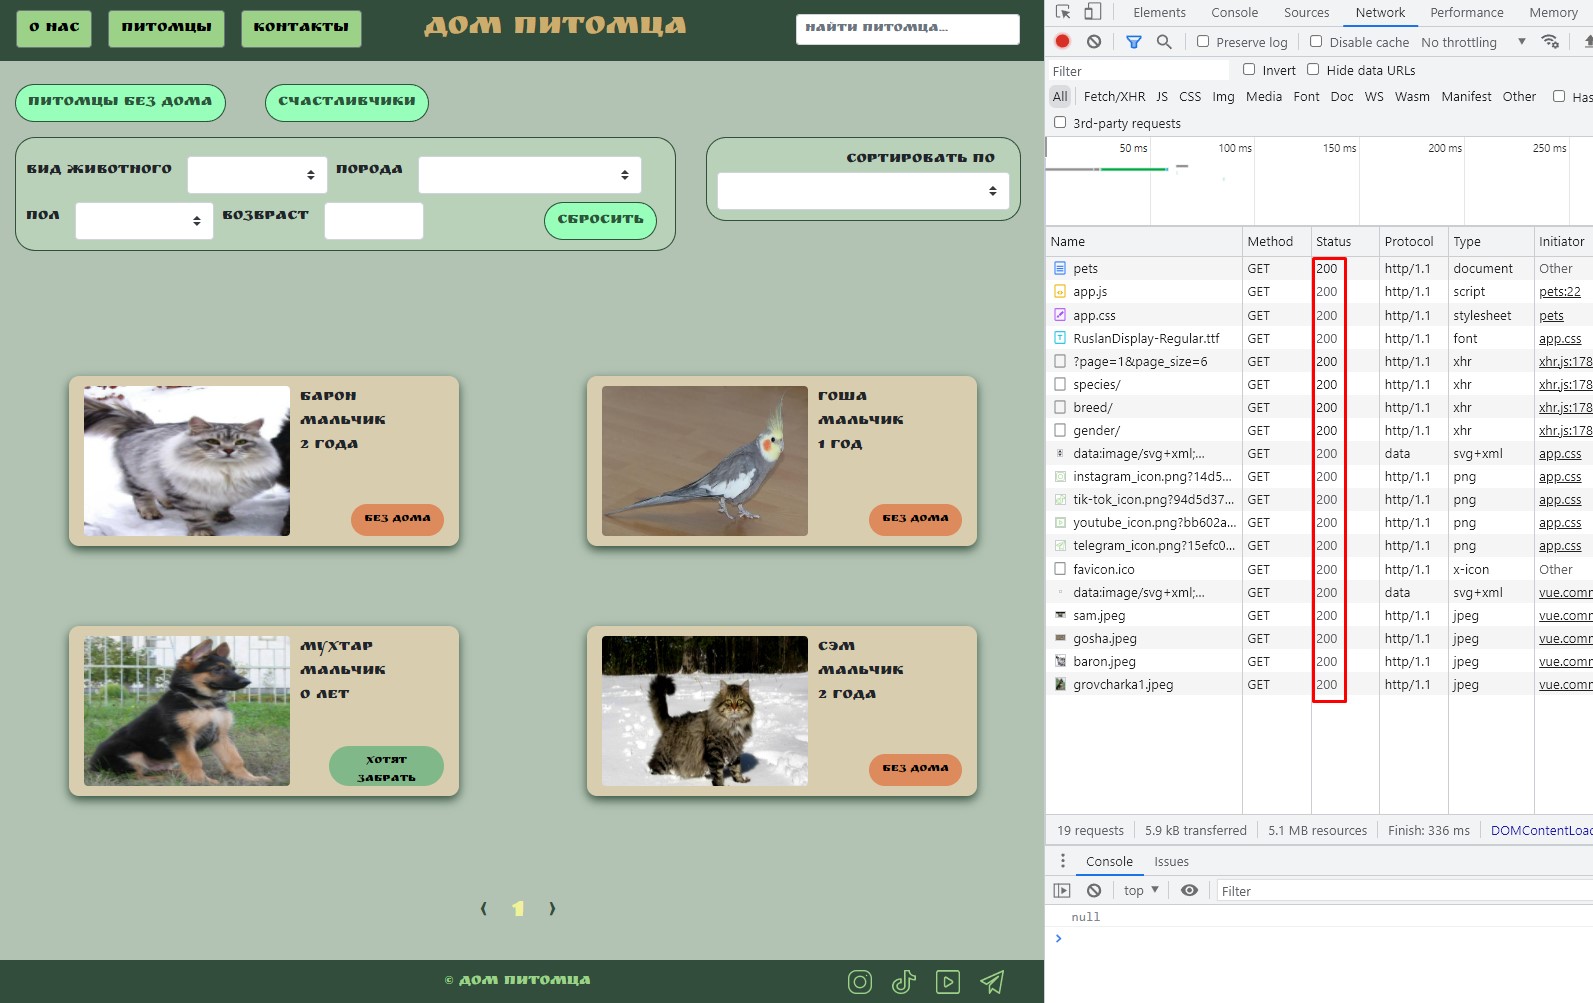 О НАС
ПИТОМЦЫ
КОНТАКТЫ
ДОМ ПИТОМЦА
НАЙТИ ПИТОМЦА...
ПИТОМЦЫ БЕЗ ДОМА
СЧАСТЛИВЧИКИ
ВИД ЖИВОТНОГО
ПОРОДА
ПОЛ
ВОЗВРАСТ
СБРОСИТЬ
СОРТИРОВАТЬ ПО
БАРОН
МАЛЬЧИК
2 ГОДА
БЕЗ ДОМА
ГОША
МАЛЬЧИК
1 ГОД
БЕЗ ДОМА
МУХТАР
МАЛЬЧИК
0 ЛЕТ
ХОТЯТ
ЗАБРАТЬ
СЭМ
МАЛЬЧИК
2 ГОДА
БЕЗ ДОМА
‹ 1 ›
© ДОМ ПИТОМЦА
Elements Console Sources Network Performance Memory
Preserve log Disable cache No throttling
Filter Invert Hide data URLs
All Fetch/XHR JS CSS Img Media Font Doc WS Wasm Manifest Other Has
3rd-party requests
50 ms 100 ms 150 ms 200 ms 250 ms
Name Method Status Protocol Type Initiator
pets GET 200 http/1.1 document Other
app.js GET 200 http/1.1 script pets:22
app.css GET 200 http/1.1 stylesheet pets
RuslanDisplay-Regular.ttf GET 200 http/1.1 font app.css
?page=1&page_size=6 GET 200 http/1.1 xhr xhr.js:178
species/ GET 200 http/1.1 xhr xhr.js:178
breed/ GET 200 http/1.1 xhr xhr.js:178
gender/ GET 200 http/1.1 xhr xhr.js:178
data:image/svg+xml;... GET 200 data svg+xml app.css
instagram_icon.png?14d5... GET 200 http/1.1 png app.css
tik-tok_icon.png?94d5d37... GET 200 http/1.1 png app.css
youtube_icon.png?bb602a... GET 200 http/1.1 png app.css
telegram_icon.png?15efc0... GET 200 http/1.1 png app.css
favicon.ico GET 200 http/1.1 x-icon Other
data:image/svg+xml;... GET 200 data svg+xml vue.comm
sam.jpeg GET 200 http/1.1 jpeg vue.comm
gosha.jpeg GET 200 http/1.1 jpeg vue.comm
baron.jpeg GET 200 http/1.1 jpeg vue.comm
grovcharka1.jpeg GET 200 http/1.1 jpeg vue.comm
19 requests 5.9 kB transferred 5.1 MB resources Finish: 336 ms DOMContentLoad
Console Issues
top Filter
null